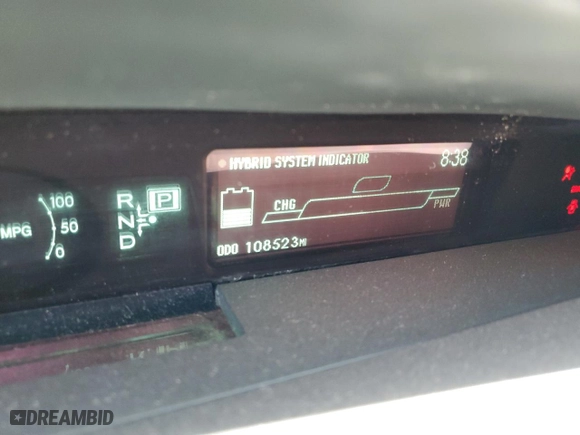 HYBRID SYSTEM INDICATOR 8:38
100
50
0
MPG
R
N
D
P
CHG
PWR
ODO 108523MI
DREAMBID